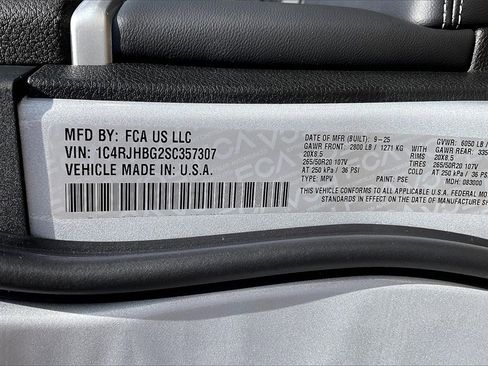 MFD BY: FCA US LLC
VIN: 1C4RJHBG2SC357307
VEHICLE MADE IN: U.S.A.
DATE OF MFR (BUILT): 9-25 GVWR: 6050 LB /
GAWR FRONT: 2800 LB / 1271 KG WITH GAWR REAR: 335
20X8.5 RIMS 20X8.5
265/50R20 107V TIRES 265/50R20 107V
AT 250 kPa / 36 PSI COLD AT 250 kPa / 36 PS
TYPE: MPV PAINT: PSE MDH: 083000
THIS VEHICLE CONFORMS TO ALL APPLICABLE U.S.A. FEDERAL MOTO
STANDARDS IN EFFECT ON THE DATE OF MANUFACTURE SH